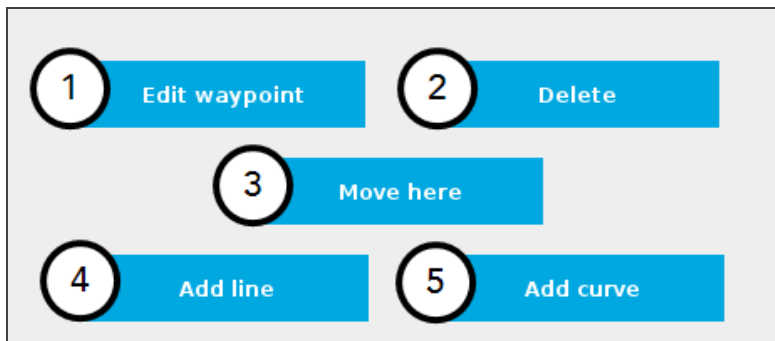 1 Edit waypoint
2 Delete
3 Move here
4 Add line
5 Add curve